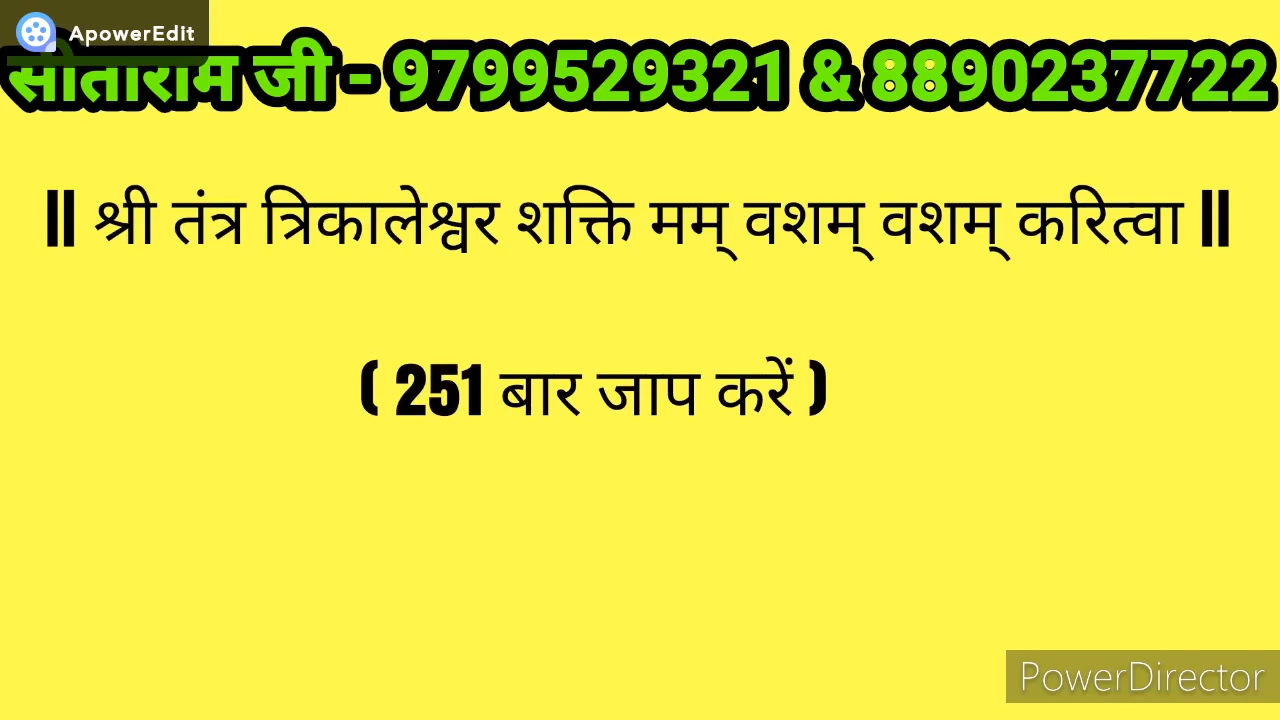 ApowerEdit
सीताराम जी - 9799529321 & 8890237722
|| श्री तंत्र त्रिकालेश्वर शक्ति मम् वशम् वशम् करित्वा ||
( 251 बार जाप करें )
PowerDirector